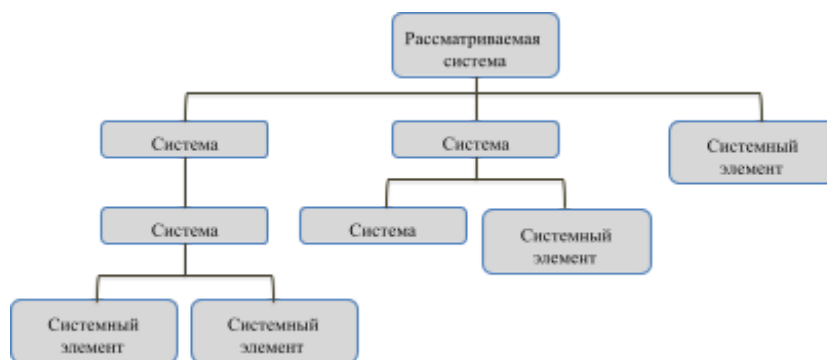 Рассматриваемая
система
Система
Система
Системный
элемент
Система
Система
Системный
элемент
Системный
элемент
Системный
элемент